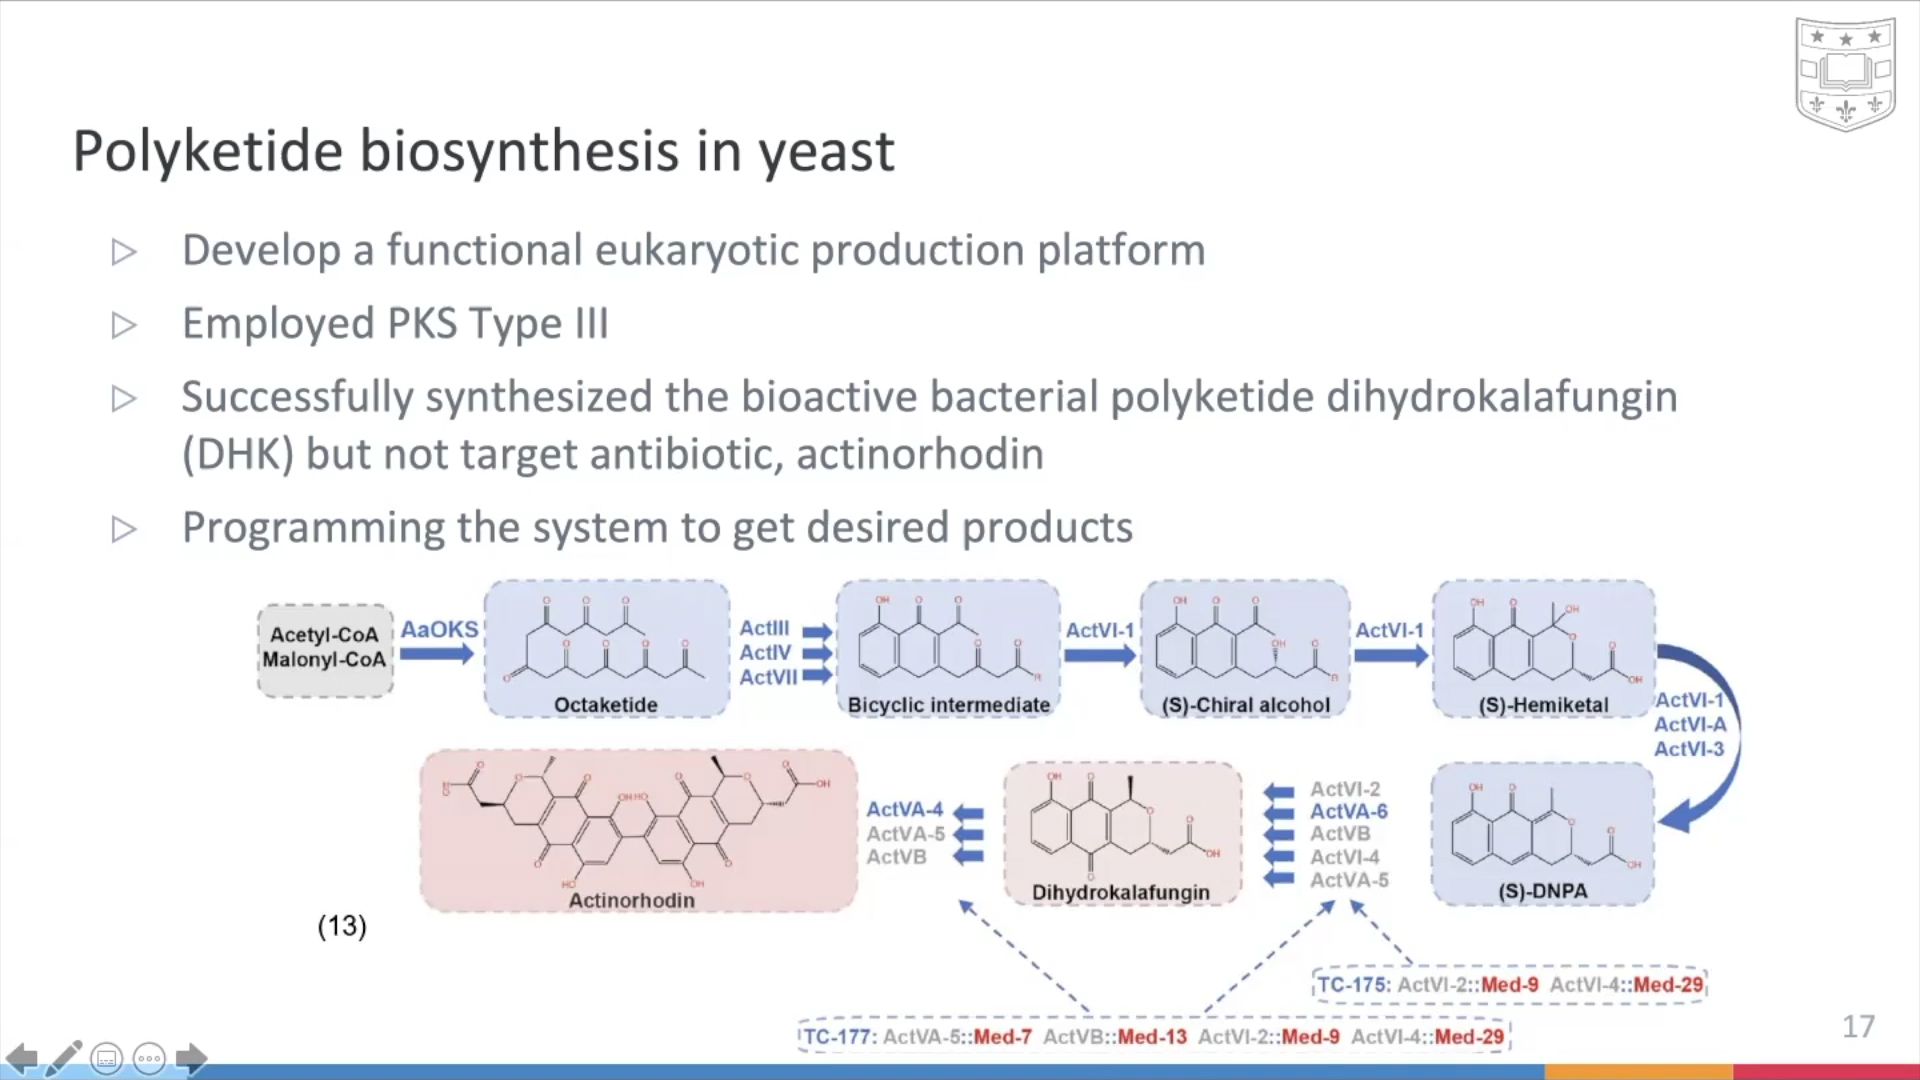 Polyketide biosynthesis in yeast
Develop a functional eukaryotic production platform
Employed PKS Type III
Successfully synthesized the bioactive bacterial polyketide dihydrokalafungin
(DHK) but not target antibiotic, actinorhodin
Programming the system to get desired products
Acetyl-CoA
Malonyl-CoA
AaOKS
Octaketide
ActIII
ActIV
ActVII
Bicyclic intermediate
ActVI-1
(S)-Chiral alcohol
ActVI-1
(S)-Hemiketal
ActVI-1
ActVI-A
ActVI-3
(S)-DNPA
ActVI-2
ActVA-6
ActVB
ActVI-4
ActVA-5
Dihydrokalafungin
ActVA-4
ActVA-5
ActVB
Actinorhodin
(13)
TC-175: ActVI-2::Med-9 ActVI-4::Med-29
TC-177: ActVA-5::Med-7 ActVB::Med-13 ActVI-2::Med-9 ActVI-4::Med-29
17